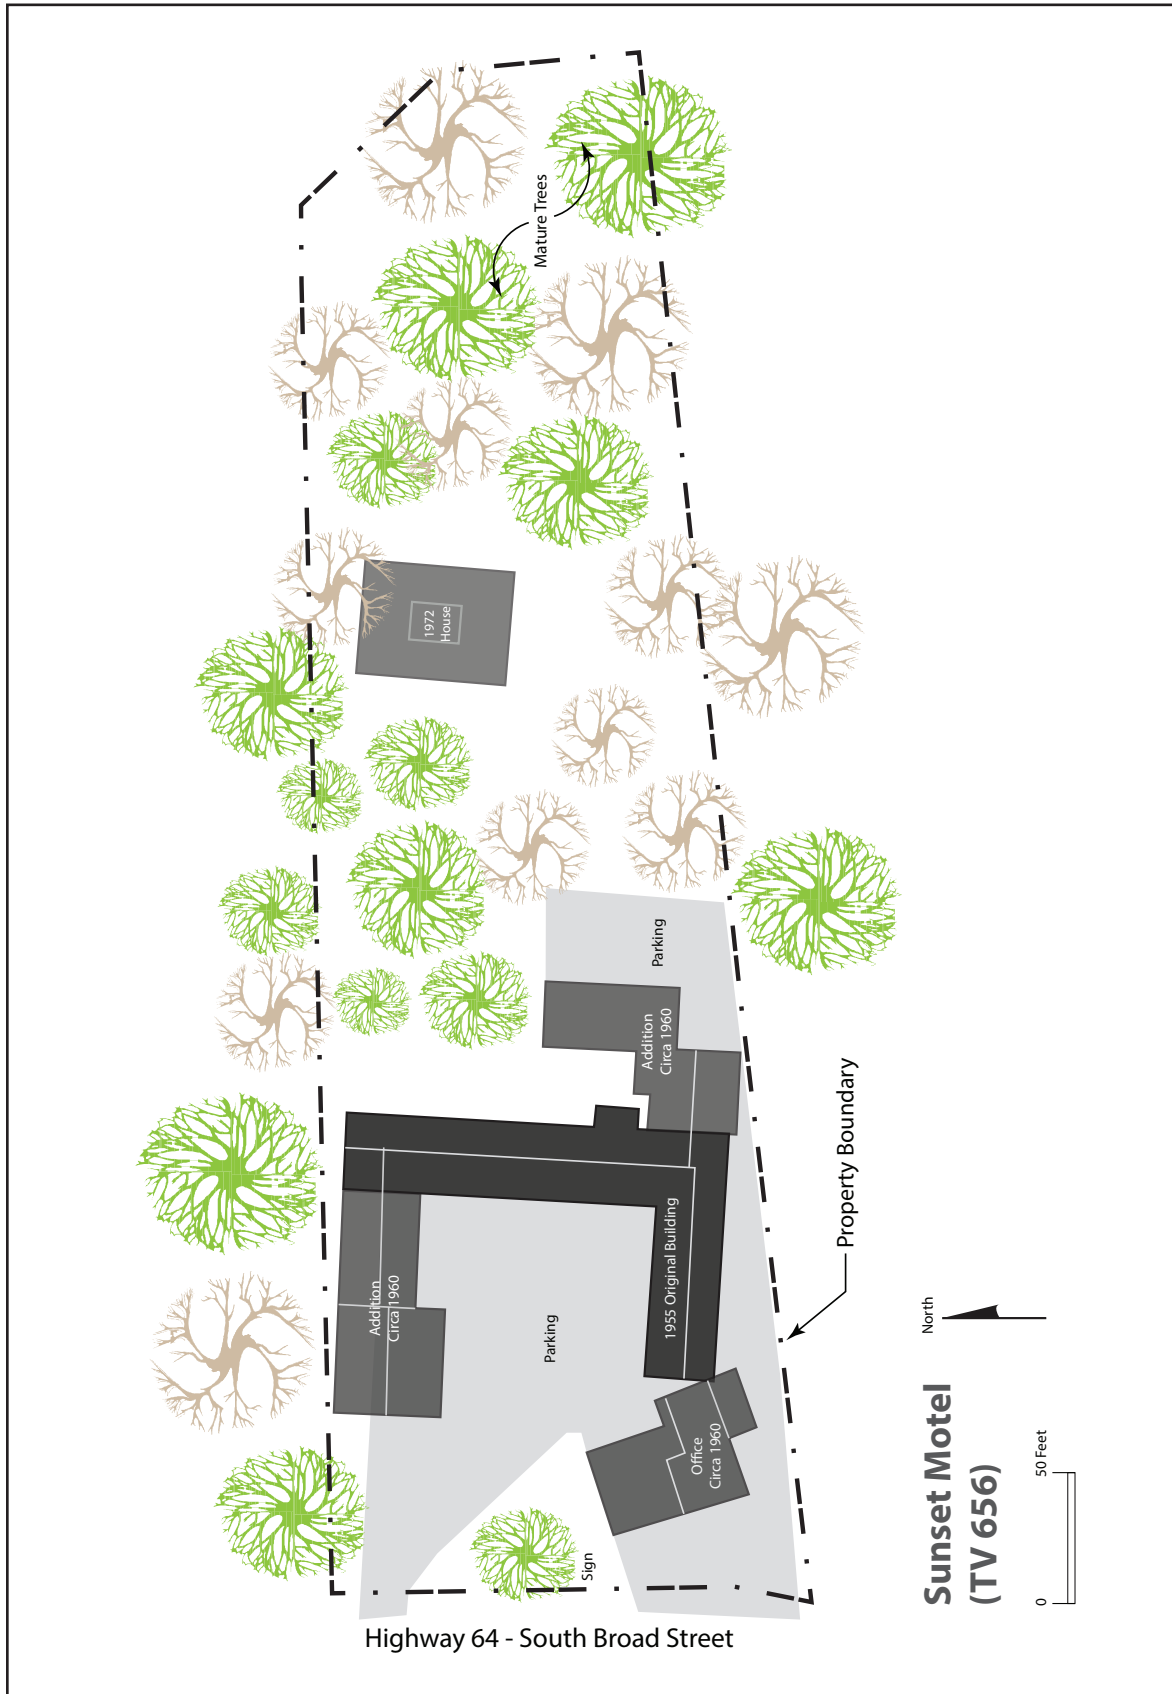 Mature Trees
1972
House
Parking
Addition
Circa 1960
Property Boundary
1955 Original Building
Addition
Circa 1960
Parking
North
Office
Circa 1960
Sign
Sunset Motel
(TV 656)
0
50 Feet
Highway 64 - South Broad Street